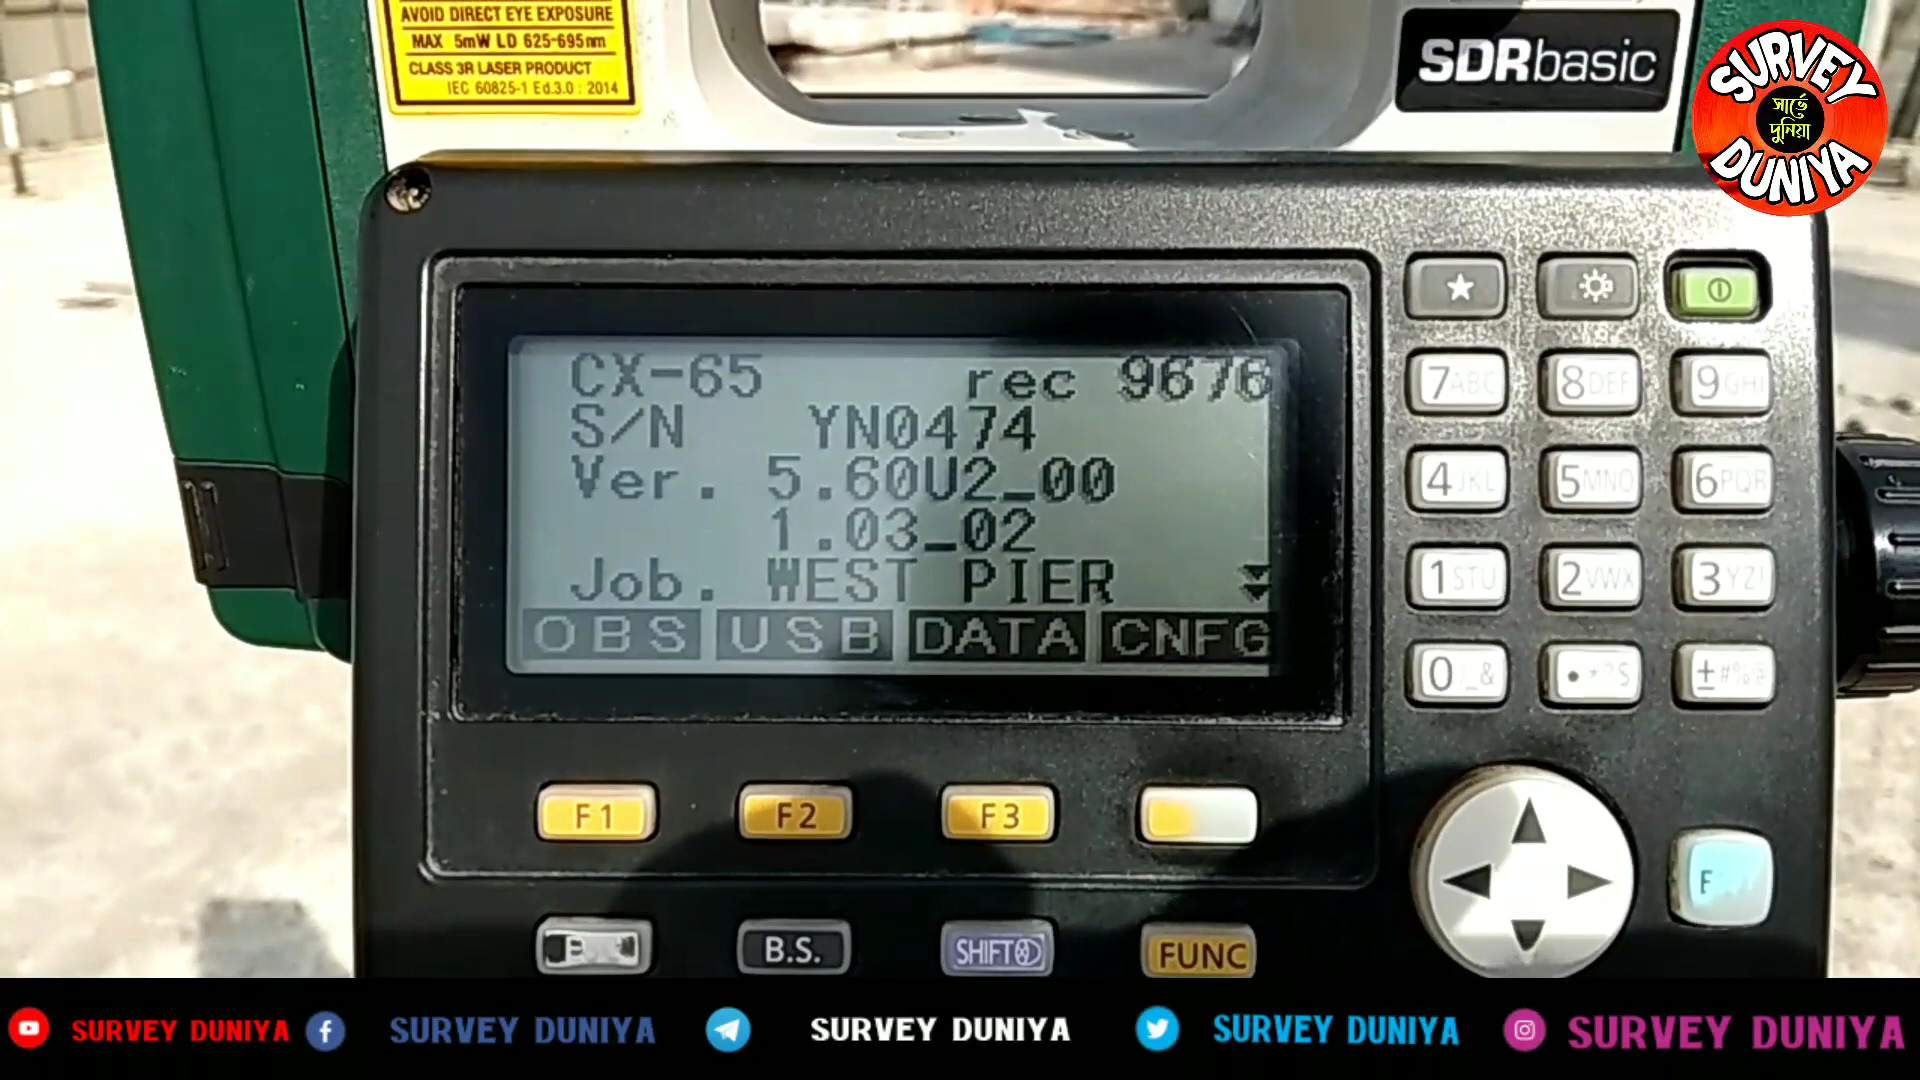 AVOID DIRECT EYE EXPOSURE
MAX 5mW LD 625-695nm
CLASS 3R LASER PRODUCT
IEC 60825-1 Ed.3.0 : 2014
SDRbasic
SURVEY
সার্ভে
দুনিয়া
DUNIYA
CX-65 rec 9676
S/N YN0474
Ver. 5.60U2_00
1.03_02
Job. WEST PIER
OBS USB DATA CNFG
7ABC 8DEF 9GHI
4JKL 5MNO 6PQR
1STU 2VWX 3YZ!
0/_& .*?$ ±#%@
F1 F2 F3
B.S. SHIFT FUNC
SURVEY DUNIYA SURVEY DUNIYA SURVEY DUNIYA SURVEY DUNIYA SURVEY DUNIYA